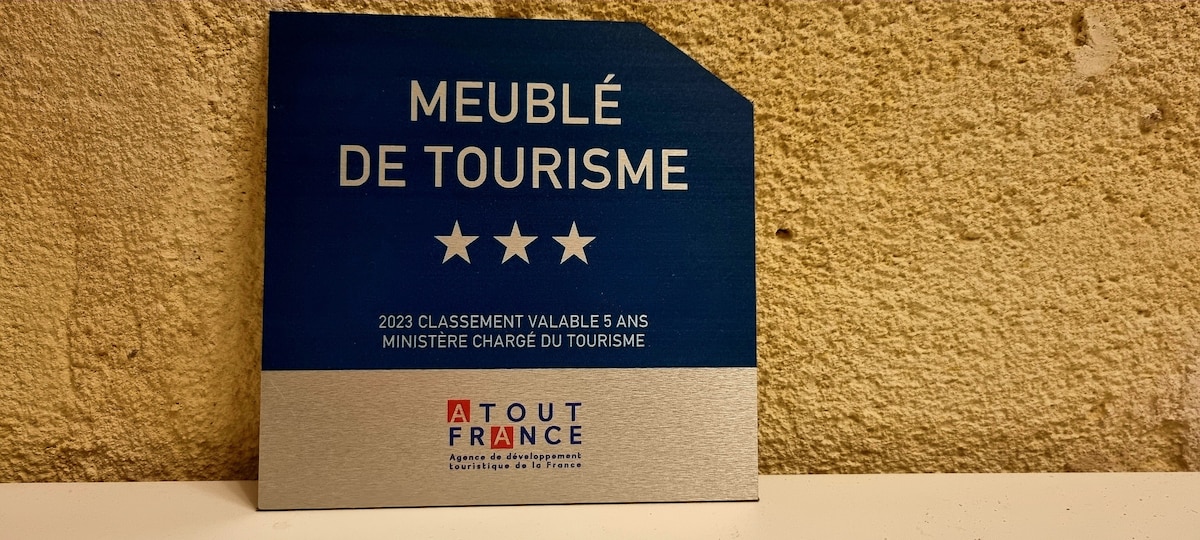 MEUBLÉ
DE TOURISME
2023 CLASSEMENT VALABLE 5 ANS
MINISTÈRE CHARGÉ DU TOURISME
ATOUT
FRANCE
Agence de développement
touristique de la France